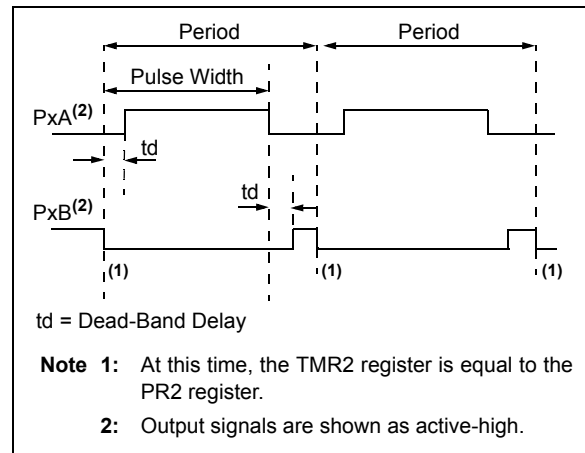 Period Period
Pulse Width
PxA(2)
td
td
PxB(2)
(1) (1) (1)
td = Dead-Band Delay
Note 1: At this time, the TMR2 register is equal to the
PR2 register.
2: Output signals are shown as active-high.